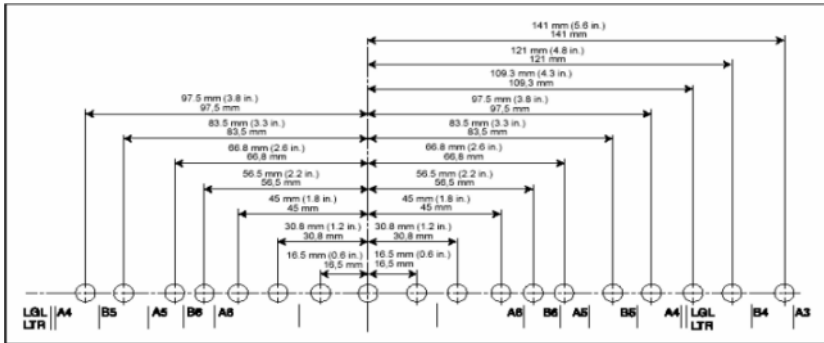 141 mm (5.6 in.)
141 mm
121 mm (4.8 in.)
121 mm
109.3 mm (4.3 in.)
109,3 mm
97.5 mm (3.8 in.)
97,5 mm
97.5 mm (3.8 in.)
97,5 mm
83.5 mm (3.3 in.)
83,5 mm
83.5 mm (3.3 in.)
83,5 mm
66.8 mm (2.6 in.)
66,8 mm
66.8 mm (2.6 in.)
66,8 mm
56.5 mm (2.2 in.)
56,5 mm
56.5 mm (2.2 in.)
56,5 mm
45 mm (1.8 in.)
45 mm
45 mm (1.8 in.)
45 mm
30.8 mm (1.2 in.)
30,8 mm
30.8 mm (1.2 in.)
30,8 mm
16.5 mm (0.6 in.)
16,5 mm
16.5 mm (0.6 in.)
16,5 mm
LGL A4 B5 A5 B6 A6 A6 B6 A5 B5 A4 LGL B4 A3
LTR LTR